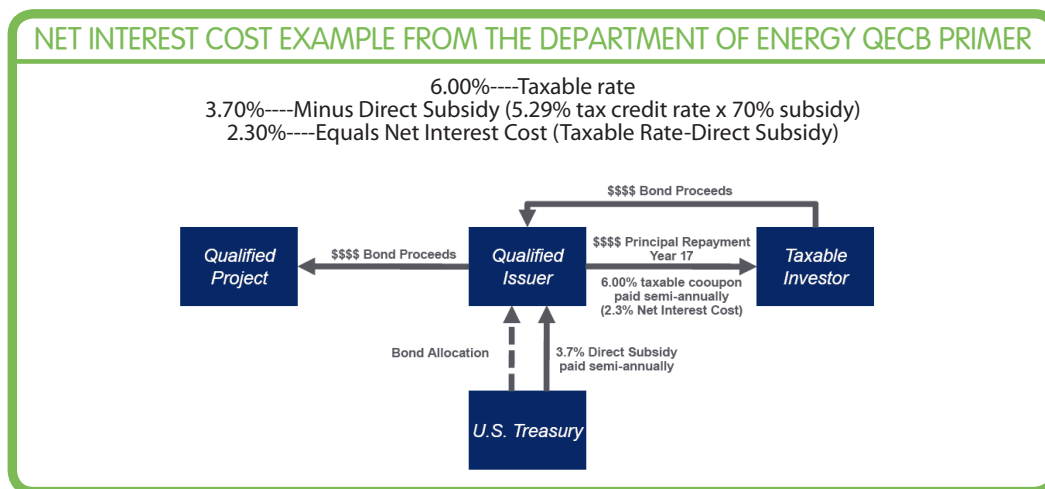 NET INTEREST COST EXAMPLE FROM THE DEPARTMENT OF ENERGY QECB PRIMER
6.00%----Taxable rate
3.70%----Minus Direct Subsidy (5.29% tax credit rate x 70% subsidy)
2.30%----Equals Net Interest Cost (Taxable Rate-Direct Subsidy)
$$$$ Bond Proceeds
Qualified
Project
$$$$ Bond Proceeds
Qualified
Issuer
$$$$ Principal Repayment
Year 17
6.00% taxable cooupon
paid semi-annually
(2.3% Net Interest Cost)
Taxable
Investor
Bond Allocation
3.7% Direct Subsidy
paid semi-annually
U.S. Treasury